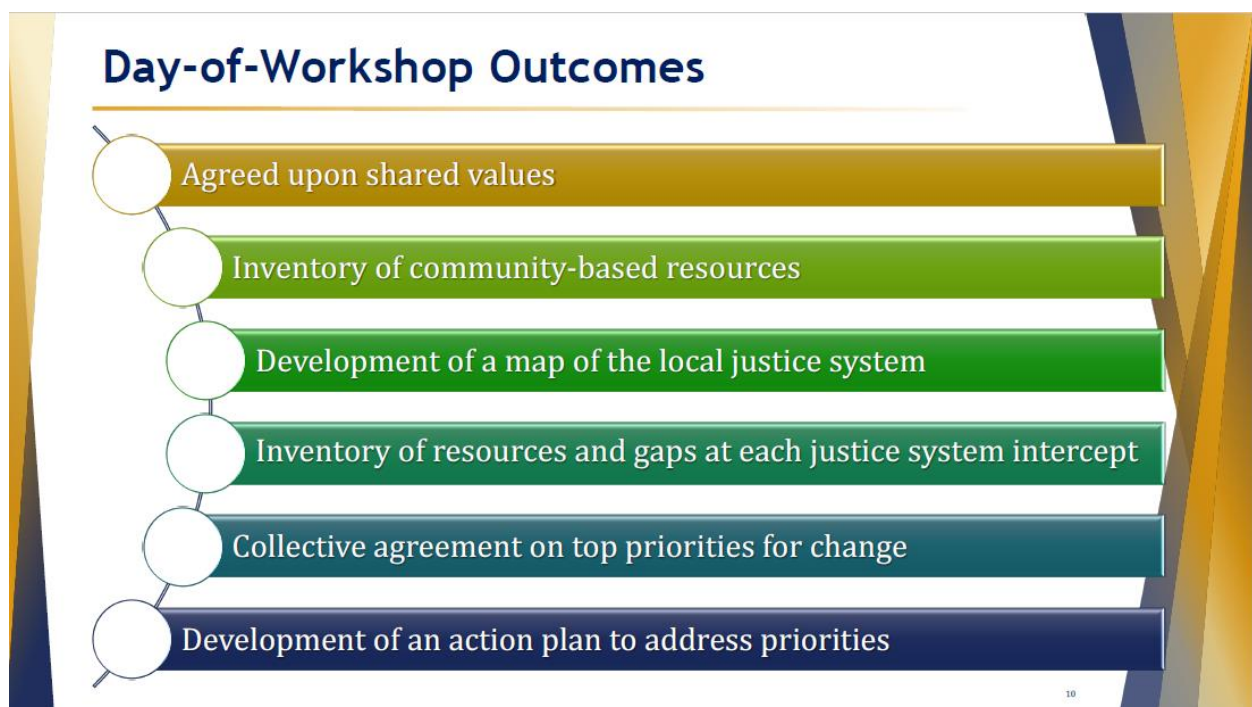 Day-of-Workshop Outcomes
Agreed upon shared values
Inventory of community-based resources
Development of a map of the local justice system
Inventory of resources and gaps at each justice system intercept
Collective agreement on top priorities for change
Development of an action plan to address priorities
10